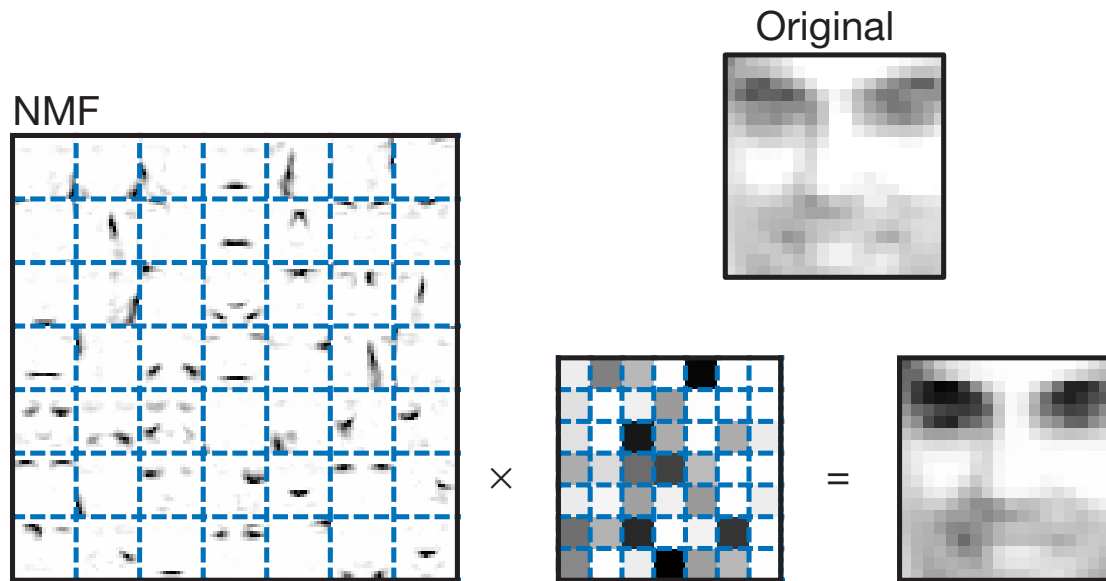 Original
NMF
× =